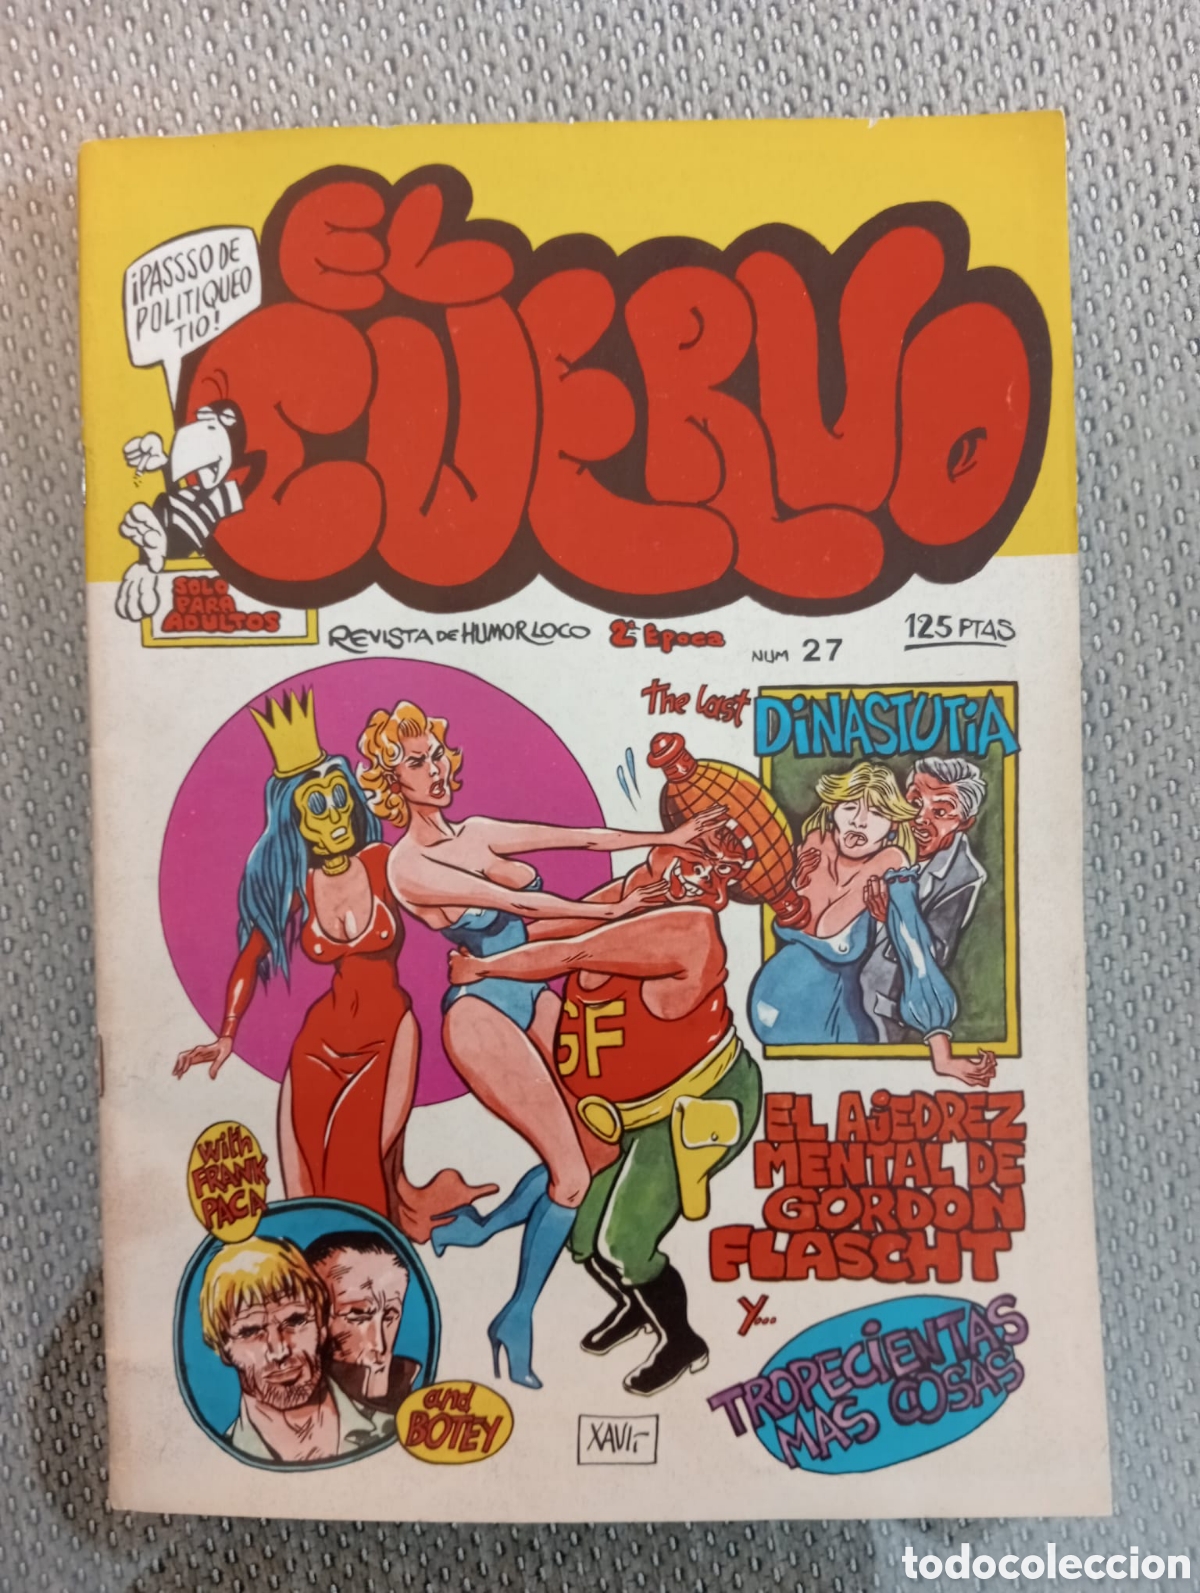 EL
CUERVO
¡PASSSO DE
POLITIQUEO
TIO!
SOLO
PARA
ADULTOS
REVISTA DE HUMOR LOCO 2ª EPOCA NUM 27 125 PTAS
The Last
DINASTUTIA
GF
EL AJEDREZ
MENTAL DE
GORDON
FLASCHT
Y...
TROPECIENTAS
MAS COSAS
with
FRANK
PACA
and
BOTEY
XAVIT
todocoleccion